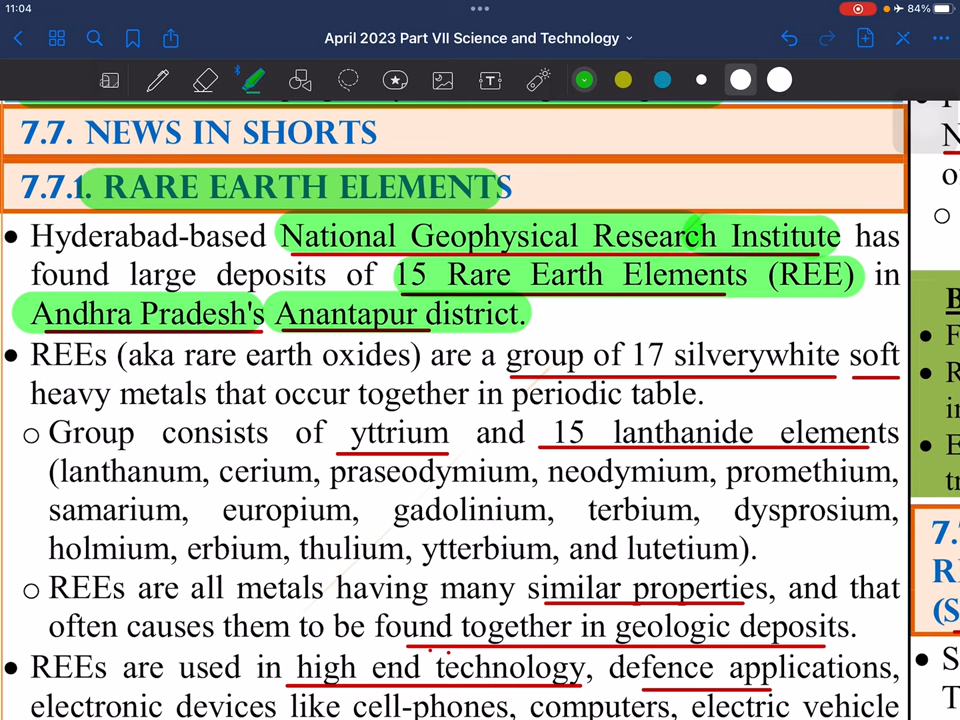 11:04
84%
April 2023 Part VII Science and Technology
7.7. NEWS IN SHORTS
7.7.1. RARE EARTH ELEMENTS
• Hyderabad-based National Geophysical Research Institute has
found large deposits of 15 Rare Earth Elements (REE) in
Andhra Pradesh's Anantapur district.
• REEs (aka rare earth oxides) are a group of 17 silverywhite soft
heavy metals that occur together in periodic table.
o Group consists of yttrium and 15 lanthanide elements
(lanthanum, cerium, praseodymium, neodymium, promethium,
samarium, europium, gadolinium, terbium, dysprosium,
holmium, erbium, thulium, ytterbium, and lutetium).
o REEs are all metals having many similar properties, and that
often causes them to be found together in geologic deposits.
• REEs are used in high end technology, defence applications,
electronic devices like cell-phones, computers, electric vehicle